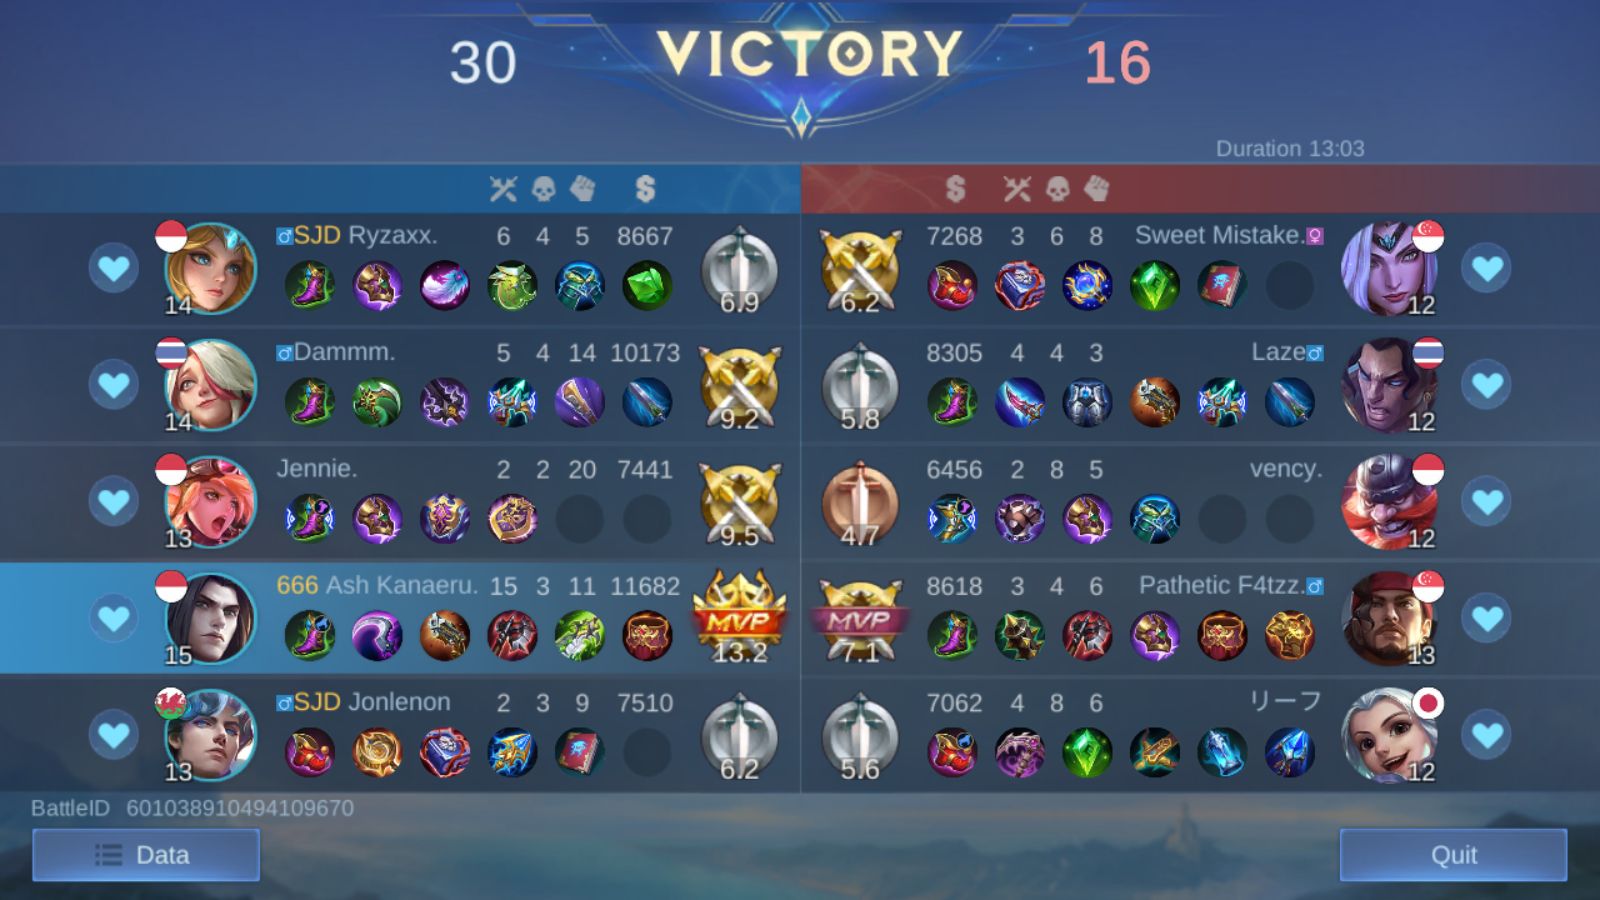 30 VICTORY 16
Duration 13:03
SJD Ryzaxx. 6 4 5 8667 6.9 14
6.2 7268 3 6 8 Sweet Mistake. 12
Dammm. 5 4 14 10173 9.2 14
5.8 8305 4 4 3 Laze 12
Jennie. 2 2 20 7441 9.5 13
4.7 6456 2 8 5 vency. 12
666 Ash Kanaeru. 15 3 11 11682 MVP 13.2 15
MVP 7.1 8618 3 4 6 Pathetic F4tzz. 13
SJD Jonlenon 2 3 9 7510 6.2 13
5.6 7062 4 8 6 リーフ 12
BattleID 601038910494109670
Data
Quit